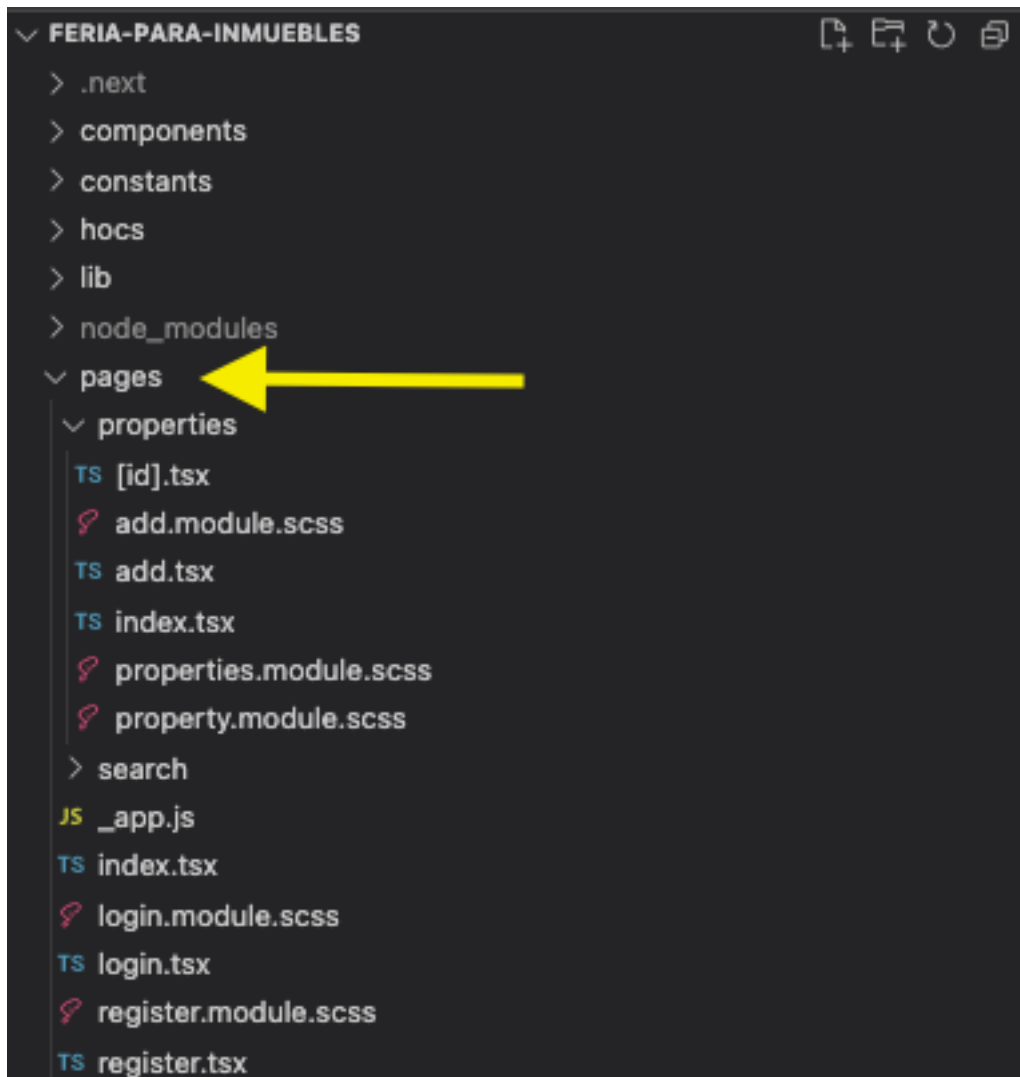 FERIA-PARA-INMUEBLES
.next
components
constants
hocs
lib
node_modules
pages
properties
TS [id].tsx
add.module.scss
TS add.tsx
TS index.tsx
properties.module.scss
property.module.scss
search
JS _app.js
TS index.tsx
login.module.scss
TS login.tsx
register.module.scss
TS register.tsx